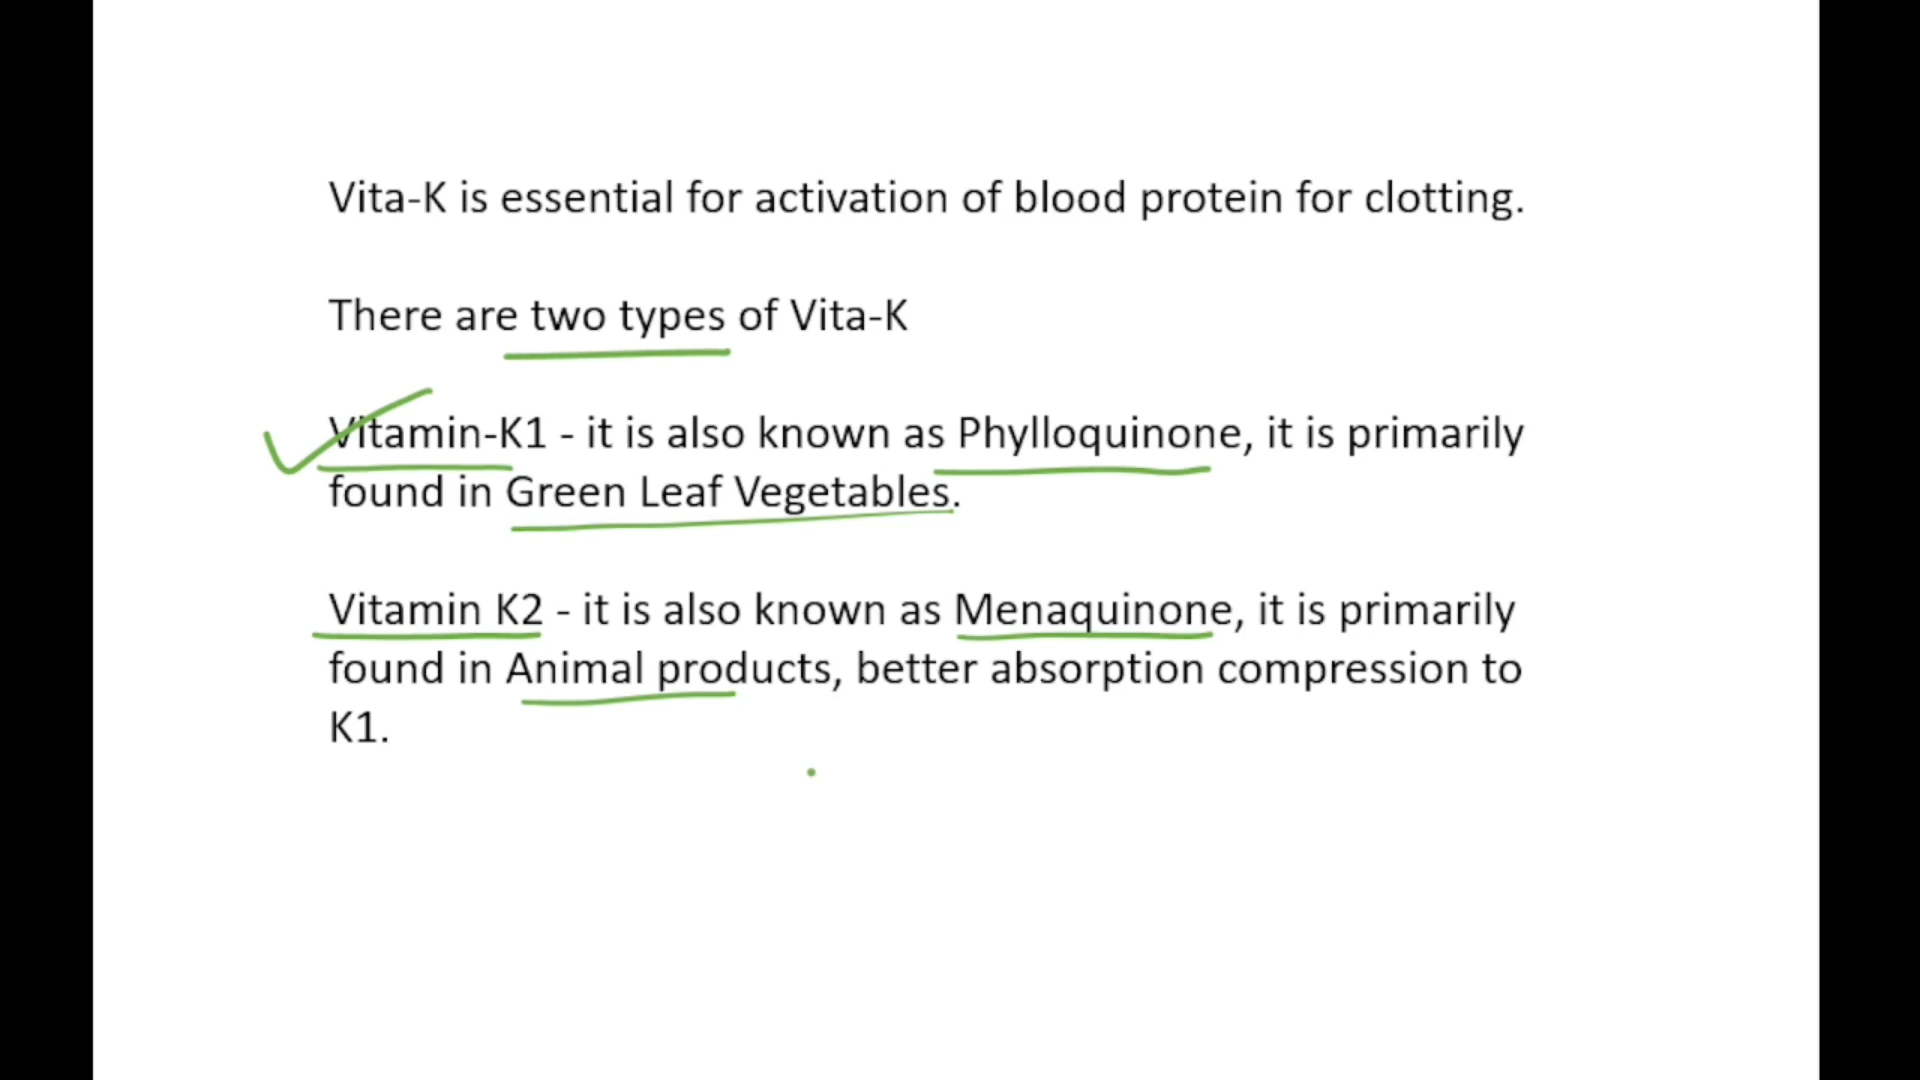 Vita-K is essential for activation of blood protein for clotting.
There are two types of Vita-K
Vitamin-K1 - it is also known as Phylloquinone, it is primarily
found in Green Leaf Vegetables.
Vitamin K2 - it is also known as Menaquinone, it is primarily
found in Animal products, better absorption compression to
K1.